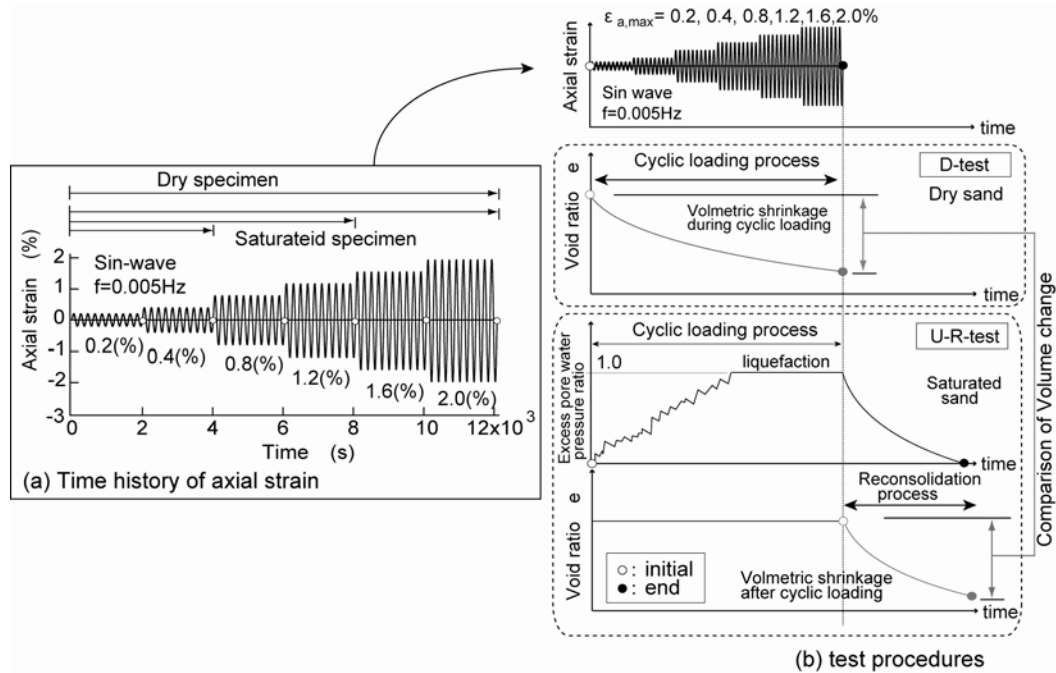 Dry specimen
Saturateid specimen
Axial strain (%)
Sin-wave
f=0.005Hz
2
1
0
-1
-2
-3
0.2(%)
0.4(%)
0.8(%)
1.2(%)
1.6(%)
2.0(%)
0 2 4 6 8 10 12×10³
Time (s)
(a) Time history of axial strain
ε a,max = 0.2, 0.4, 0.8,1.2,1.6,2.0%
Axial strain
Sin wave
f=0.005Hz
time
Cyclic loading process
D-test
Dry sand
Void ratio e
Volmetric shrinkage
during cyclic loading
time
Cyclic loading process
U-R-test
Excess pore water
pressure ratio
1.0
liquefaction
Saturated
sand
time
Reconsolidation
process
Void ratio e
: initial
: end
Volmetric shrinkage
after cyclic loading
time
Comparison of Volume change
(b) test procedures